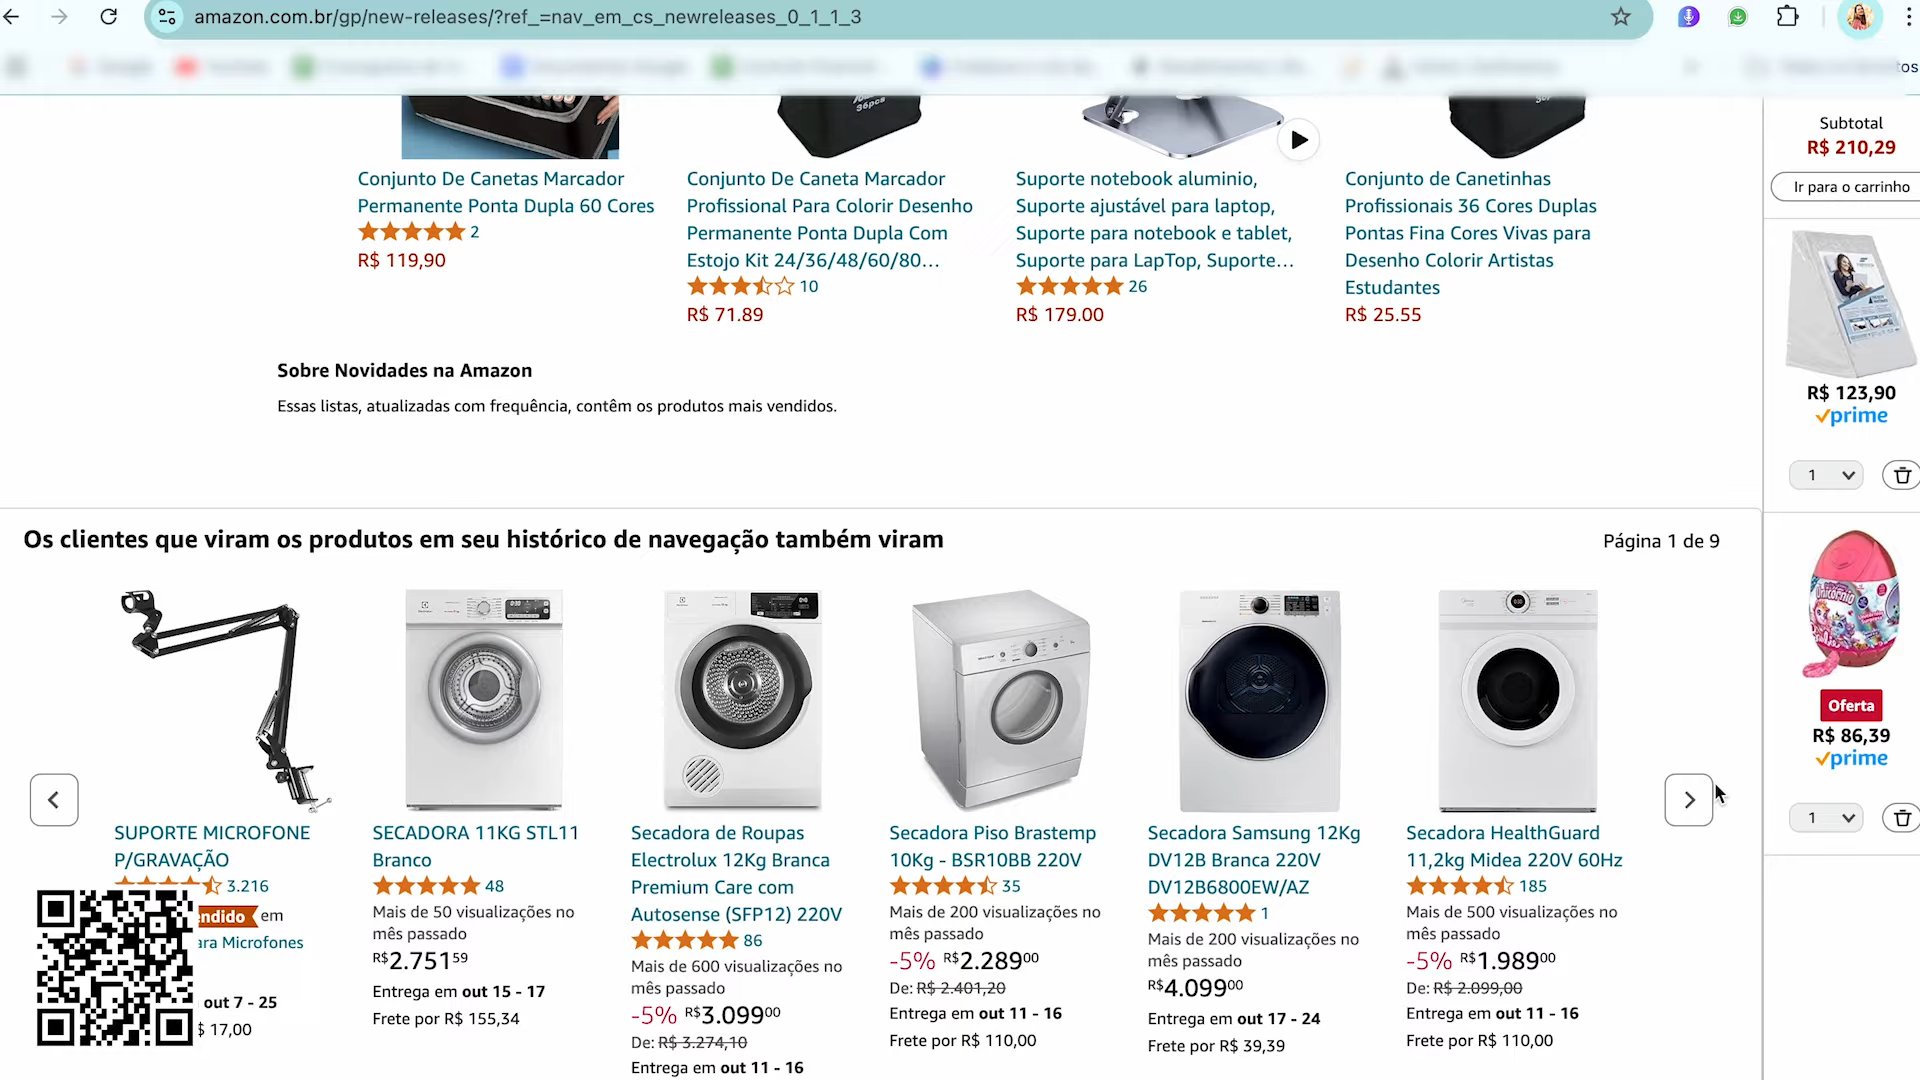 amazon.com.br/gp/new-releases/?ref_=nav_em_cs_newreleases_0_1_1_3
tos
36pcs
Conjunto De Canetas Marcador
Permanente Ponta Dupla 60 Cores
2
R$ 119,90
Conjunto De Caneta Marcador
Profissional Para Colorir Desenho
Permanente Ponta Dupla Com
Estojo Kit 24/36/48/60/80...
10
R$ 71.89
Suporte notebook aluminio,
Suporte ajustável para laptop,
Suporte para notebook e tablet,
Suporte para LapTop, Suporte...
26
R$ 179.00
Conjunto de Canetinhas
Profissionais 36 Cores Duplas
Pontas Fina Cores Vivas para
Desenho Colorir Artistas
Estudantes
R$ 25.55
Sobre Novidades na Amazon
Essas listas, atualizadas com frequência, contêm os produtos mais vendidos.
Os clientes que viram os produtos em seu histórico de navegação também viram
Página 1 de 9
SUPORTE MICROFONE
P/GRAVAÇÃO
3.216
endido em
ara Microfones
out 7 - 25
$ 17,00
SECADORA 11KG STL11
Branco
48
Mais de 50 visualizações no
mês passado
R$2.75159
Entrega em out 15 - 17
Frete por R$ 155,34
Secadora de Roupas
Electrolux 12Kg Branca
Premium Care com
Autosense (SFP12) 220V
86
Mais de 600 visualizações no
mês passado
-5% R$3.09900
De: R$ 3.274,10
Entrega em out 11 - 16
Secadora Piso Brastemp
10Kg - BSR10BB 220V
35
Mais de 200 visualizações no
mês passado
-5% R$2.28900
De: R$ 2.401,20
Entrega em out 11 - 16
Frete por R$ 110,00
Secadora Samsung 12Kg
DV12B Branca 220V
DV12B6800EW/AZ
1
Mais de 200 visualizações no
mês passado
R$4.09900
Entrega em out 17 - 24
Frete por R$ 39,39
Secadora HealthGuard
11,2kg Midea 220V 60Hz
185
Mais de 500 visualizações no
mês passado
-5% R$1.98900
De: R$ 2.099,00
Entrega em out 11 - 16
Frete por R$ 110,00
Subtotal
R$ 210,29
Ir para o carrinho
R$ 123,90
prime
1
Unicórnio
Oferta
R$ 86,39
prime
1